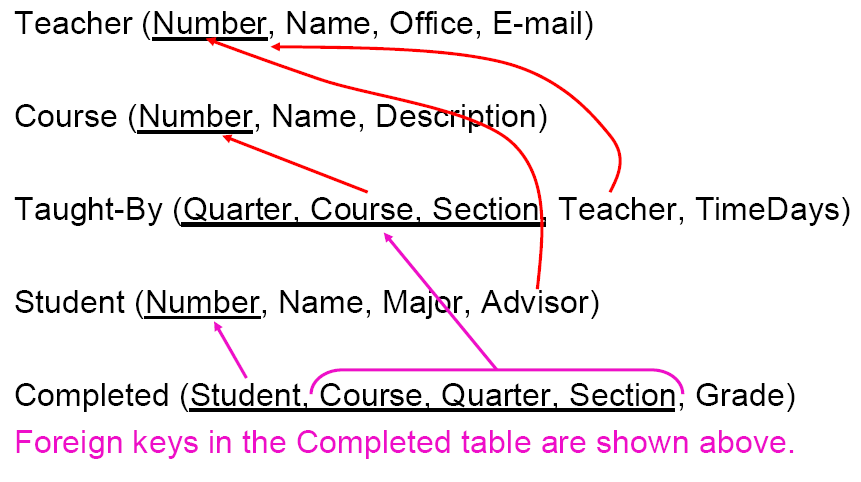 Teacher (Number, Name, Office, E-mail)
Course (Number, Name, Description)
Taught-By (Quarter, Course, Section, Teacher, TimeDays)
Student (Number, Name, Major, Advisor)
Completed (Student, Course, Quarter, Section, Grade)
Foreign keys in the Completed table are shown above.